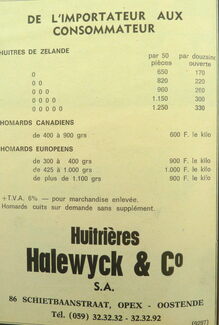 DE L'IMPORTATEUR AUX
CONSOMMATEUR
HUITRES DE ZELANDE
par 50 pièces
par douzaine ouverte
0 650 170
00 820 220
000 900 260
0000 1.150 300
00000 1.250 330
HOMARDS CANADIENS
de 400 à 900 grs 600 F. le kilo
HOMARDS EUROPEENS
de 300 à 400 grs 900 F. le kilo
de 425 à 1.000 grs 1.000 F. le kilo
de plus de 1.100 grs 900 F. le kilo
+T.V.A. 6% — pour marchandise enlevée.
Homards cuits sur demande sans supplément.
Huitrières
Halewyck & Co
S.A.
86 SCHIETBAANSTRAAT, OPEX - OOSTENDE
Tél. (059) 32.32.32 - 32.32.92